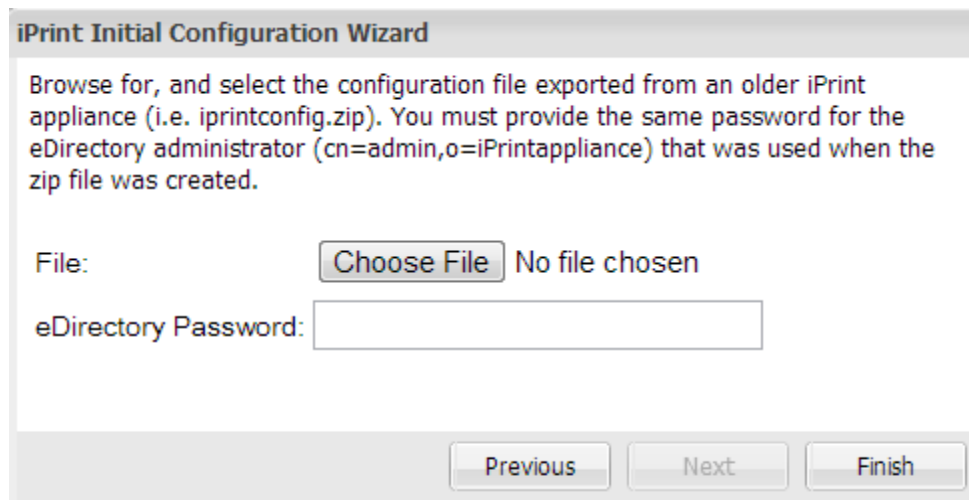 iPrint Initial Configuration Wizard
Browse for, and select the configuration file exported from an older iPrint
appliance (i.e. iprintconfig.zip). You must provide the same password for the
eDirectory administrator (cn=admin,o=iPrintappliance) that was used when the
zip file was created.
File: Choose File No file chosen
eDirectory Password:
Previous Next Finish